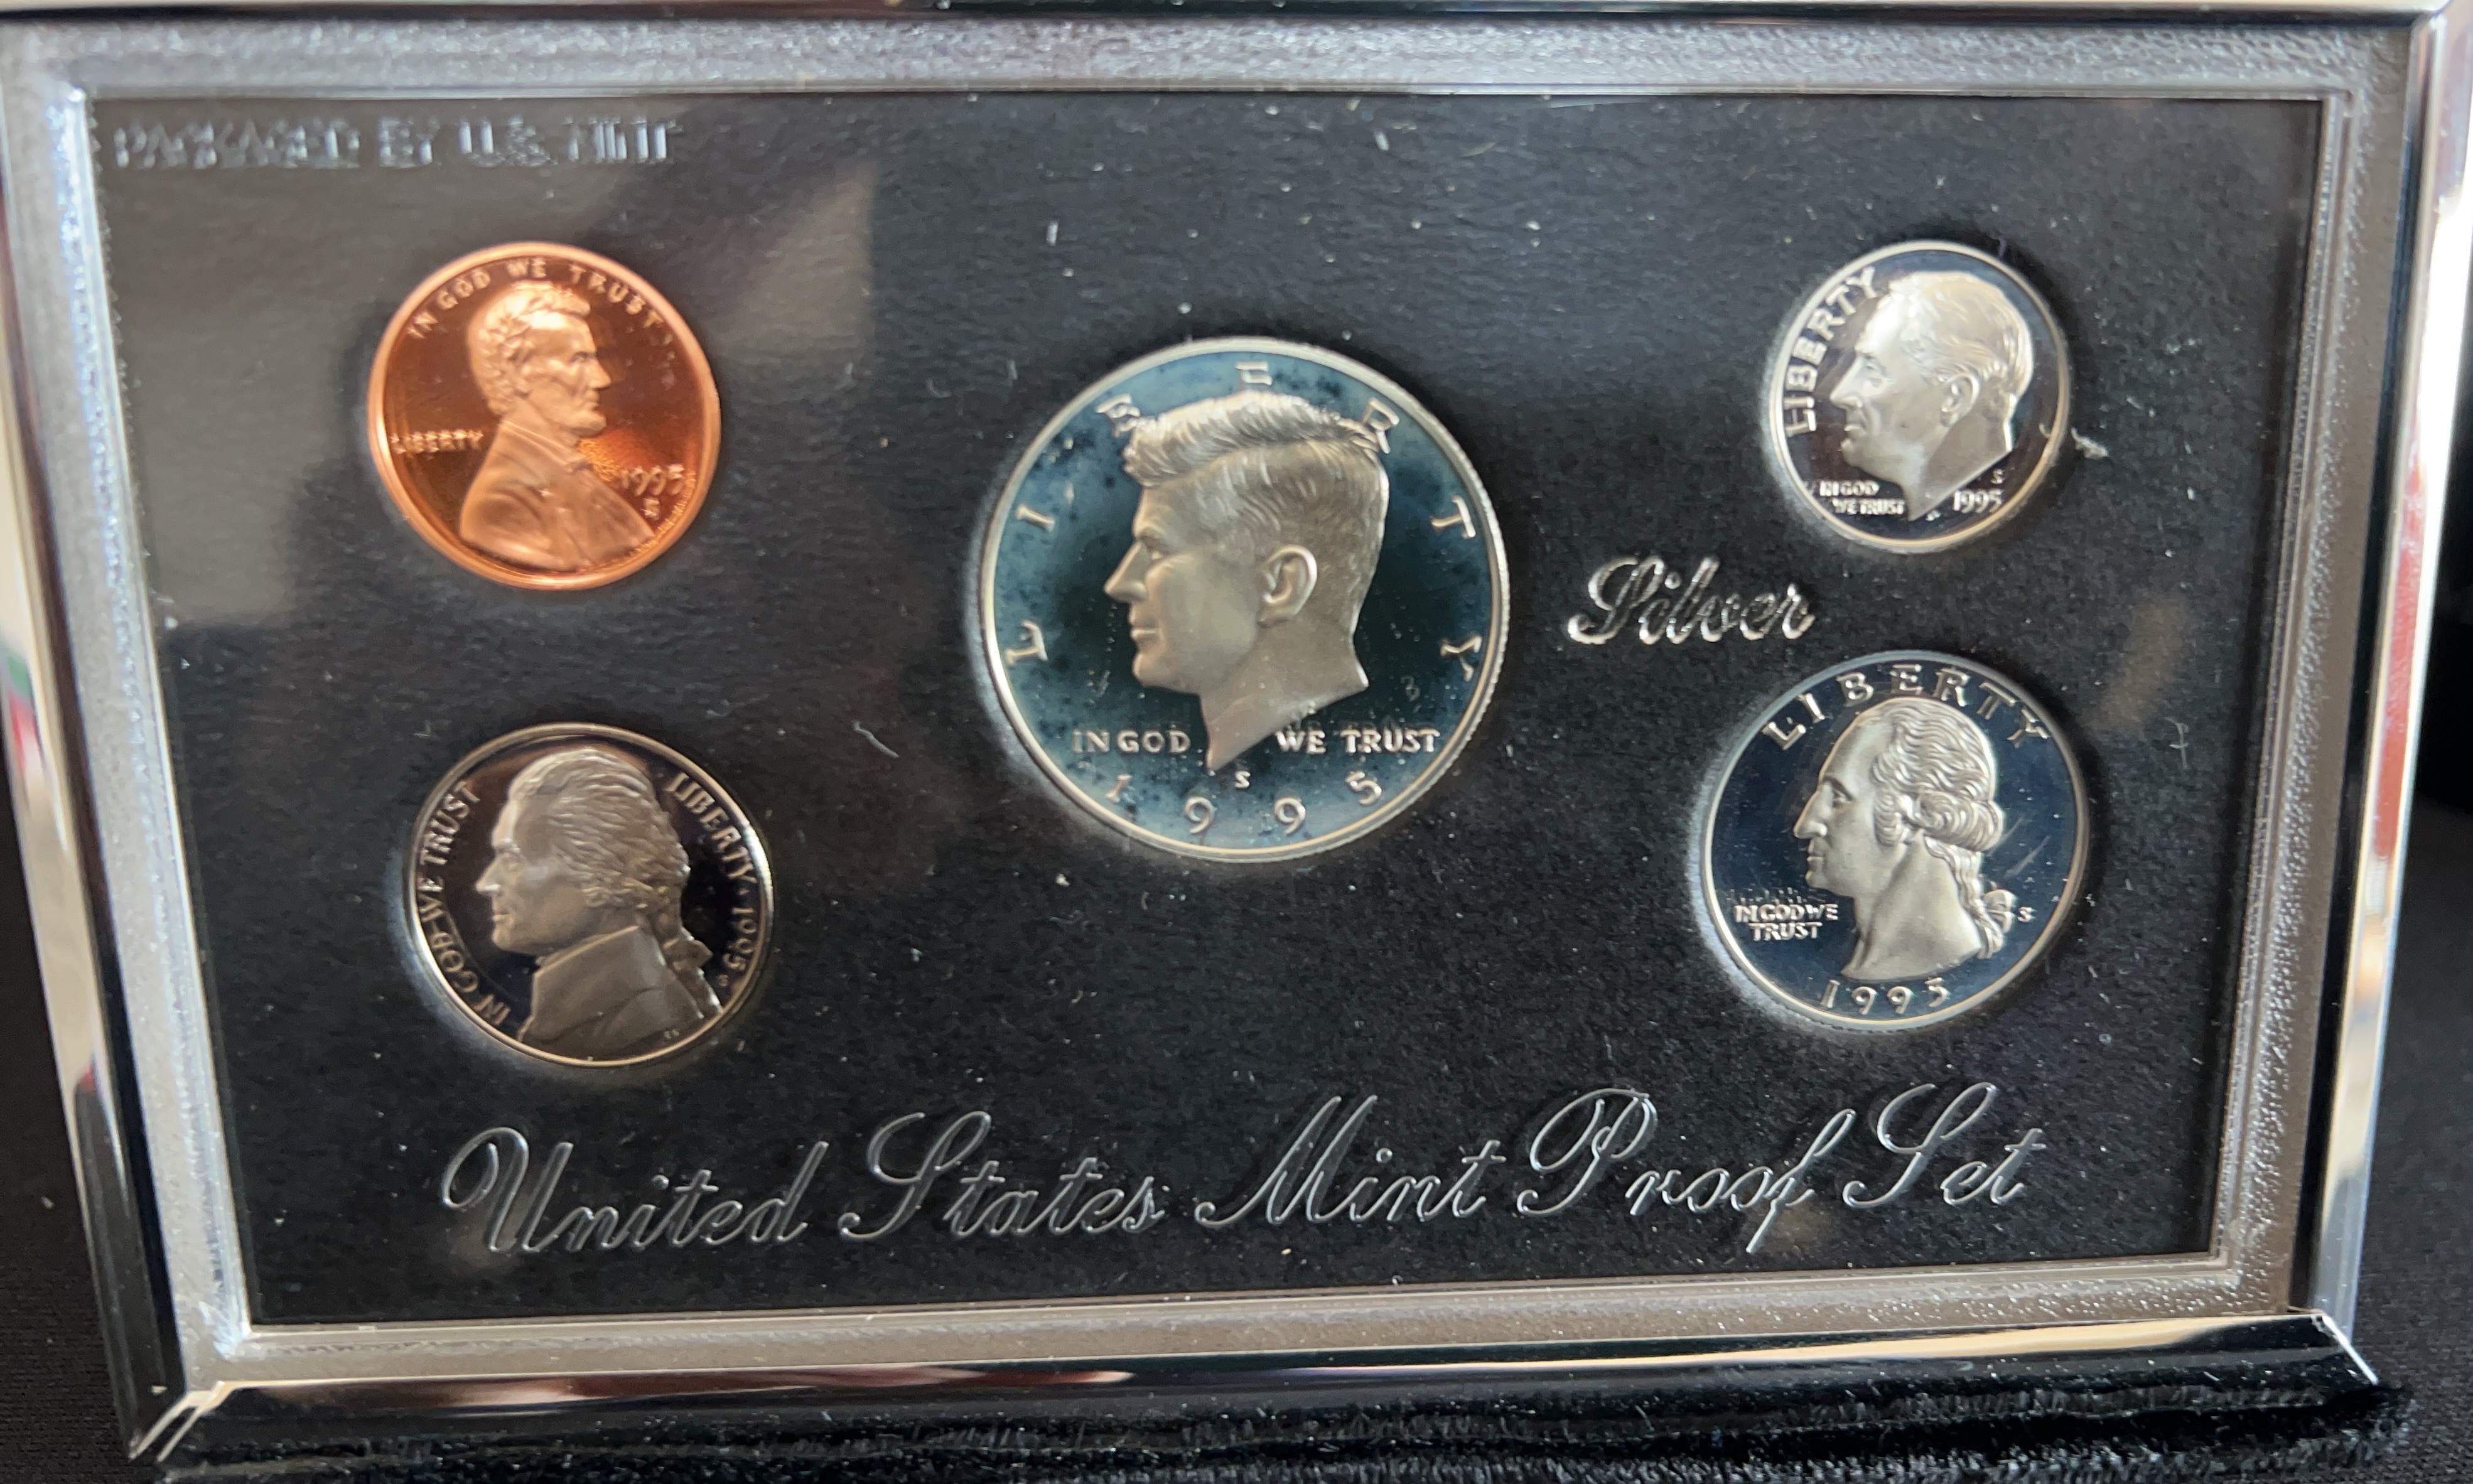 PACKAGED BY U.S. MINT
IN GOD WE TRUST
LIBERTY
1995
S
LIBERTY
IN GOD WE TRUST
S
1995
LIBERTY
IN GOD
WE TRUST
S
1995
Silver
IN GOD WE TRUST
LIBERTY · 1995
S
LIBERTY
IN GOD WE
TRUST
S
1995
United States Mint Proof Set